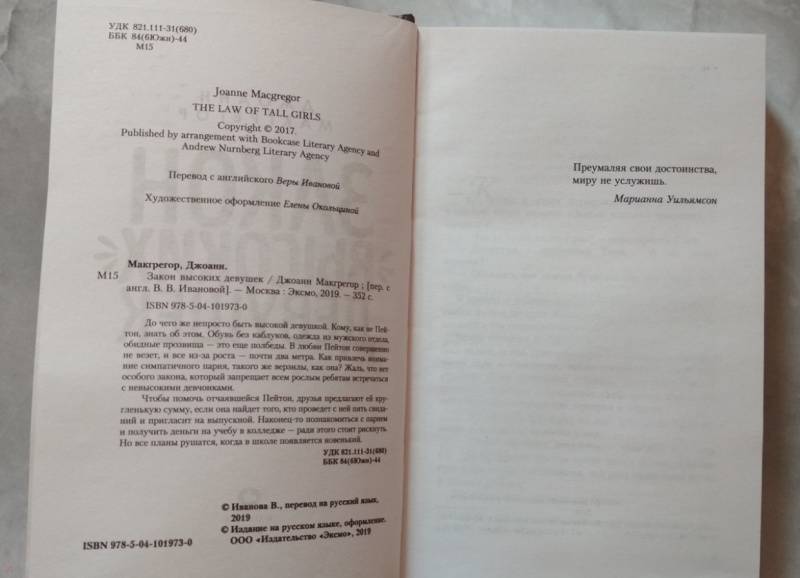 УДК 821.111-31(680)
ББК 84(6Южн)-44
М15
Joanne Macgregor
THE LAW OF TALL GIRLS
Copyright © 2017.
Published by arrangement with Bookcase Literary Agency and
Andrew Nurnberg Literary Agency
Перевод с английского Веры Ивановой
Художественное оформление Елены Окольциной
Макгрегор, Джоанн.
М15 Закон высоких девушек / Джоанн Макгрегор ; [пер. с
англ. В. В. Ивановой]. — Москва : Эксмо, 2019. — 352 с.
ISBN 978-5-04-101973-0
До чего же непросто быть высокой девушкой. Кому, как не Пей-
тон, знать об этом. Обувь без каблуков, одежда из мужского отдела,
обидные прозвища — это еще полбеды. В любви Пейтон совершенно
не везет, и все из-за роста — почти два метра. Как привлечь внима-
ние симпатичного парня, такого же верзилы, как она? Жаль, что нет
особого закона, который запрещает всем рослым ребятам встречаться
с невысокими девчонками.
Чтобы помочь отчаявшейся Пейтон, друзья предлагают ей кру-
гленькую сумму, если она найдет того, кто проведет с ней пять свида-
ний и пригласит на выпускной. Наконец-то познакомиться с парнем
и получить деньги на учебу в колледже — ради этого стоит рискнуть.
Но все планы рушатся, когда в школе появляется новенький.
УДК 821.111-31(680)
ББК 84(6Южн)-44
© Иванова В., перевод на русский язык,
2019
© Издание на русском языке, оформление.
ООО «Издательство «Эксмо», 2019
ISBN 978-5-04-101973-0
Преумаляя свои достоинства,
миру не услужишь.
Марианна Уильямсон